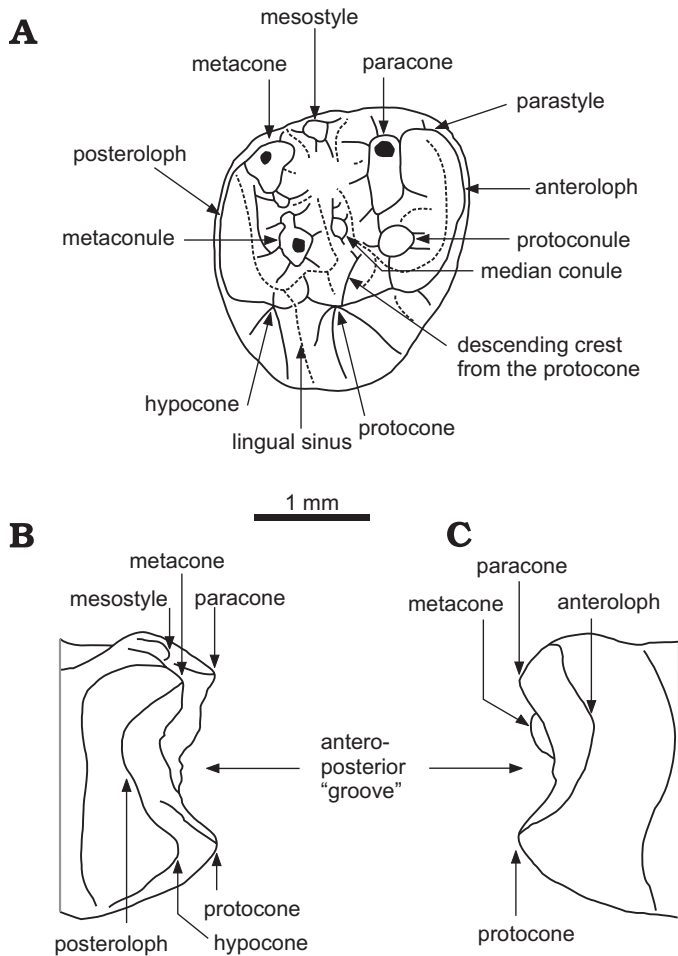 A
mesostyle
metacone
paracone
parastyle
posteroloph
anteroloph
metaconule
protoconule
median conule
descending crest
from the protocone
hypocone
lingual sinus
protocone
1 mm
B
metacone
mesostyle
paracone
antero-
posterior
“groove”
protocone
posteroloph
hypocone
C
paracone
metacone
anteroloph
protocone